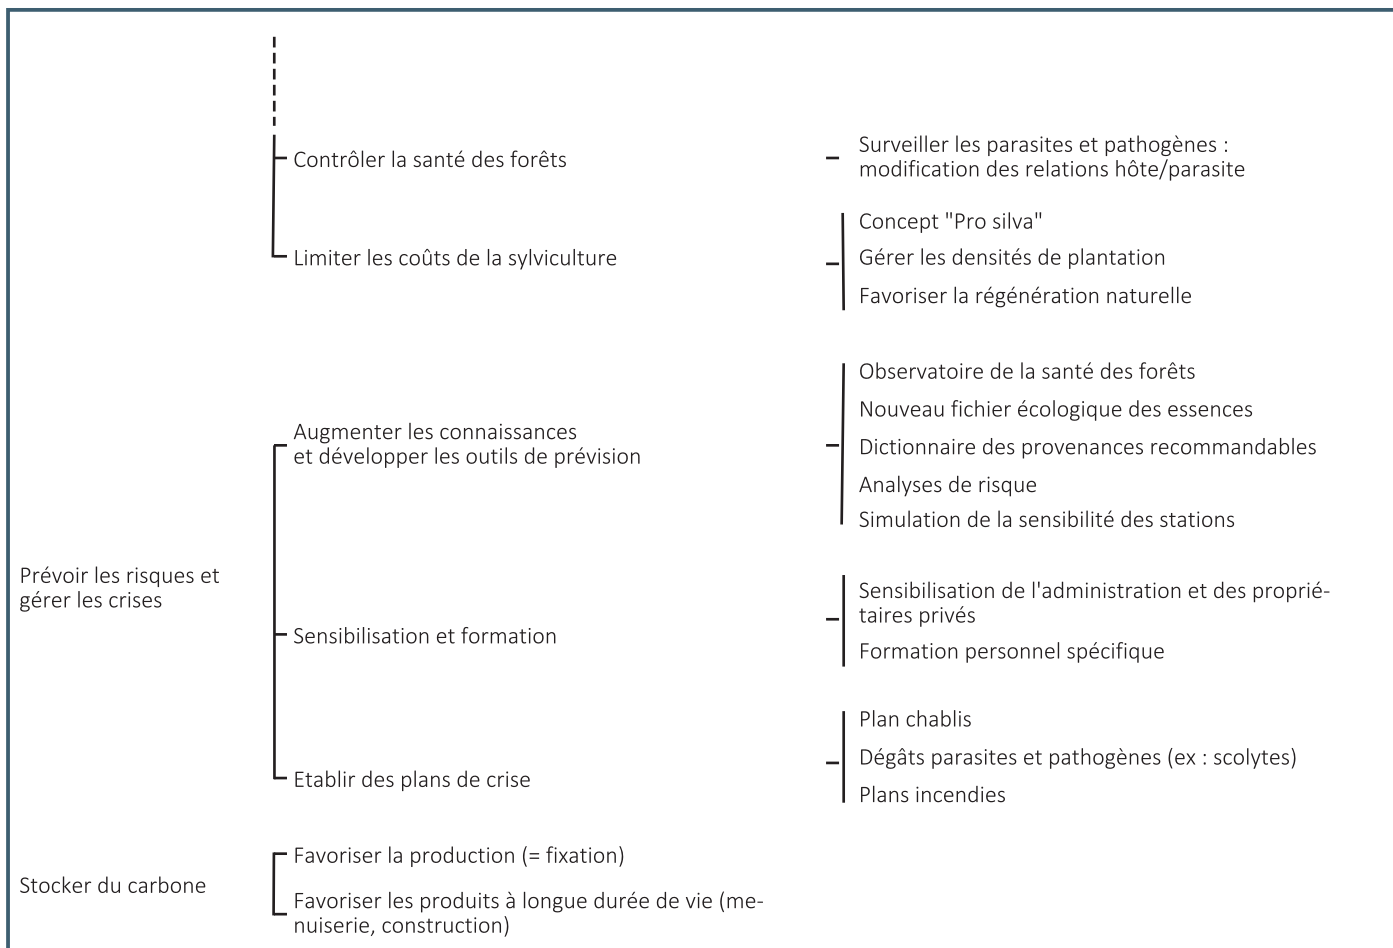 Contrôler la santé des forêts
Surveiller les parasites et pathogènes :
modification des relations hôte/parasite
Limiter les coûts de la sylviculture
Concept "Pro silva"
Gérer les densités de plantation
Favoriser la régénération naturelle
Prévoir les risques et
gérer les crises
Augmenter les connaissances
et développer les outils de prévision
Observatoire de la santé des forêts
Nouveau fichier écologique des essences
Dictionnaire des provenances recommandables
Analyses de risque
Simulation de la sensibilité des stations
Sensibilisation et formation
Sensibilisation de l'administration et des proprié-
taires privés
Formation personnel spécifique
Etablir des plans de crise
Plan chablis
Dégâts parasites et pathogènes (ex : scolytes)
Plans incendies
Stocker du carbone
Favoriser la production (= fixation)
Favoriser les produits à longue durée de vie (me-
nuiserie, construction)